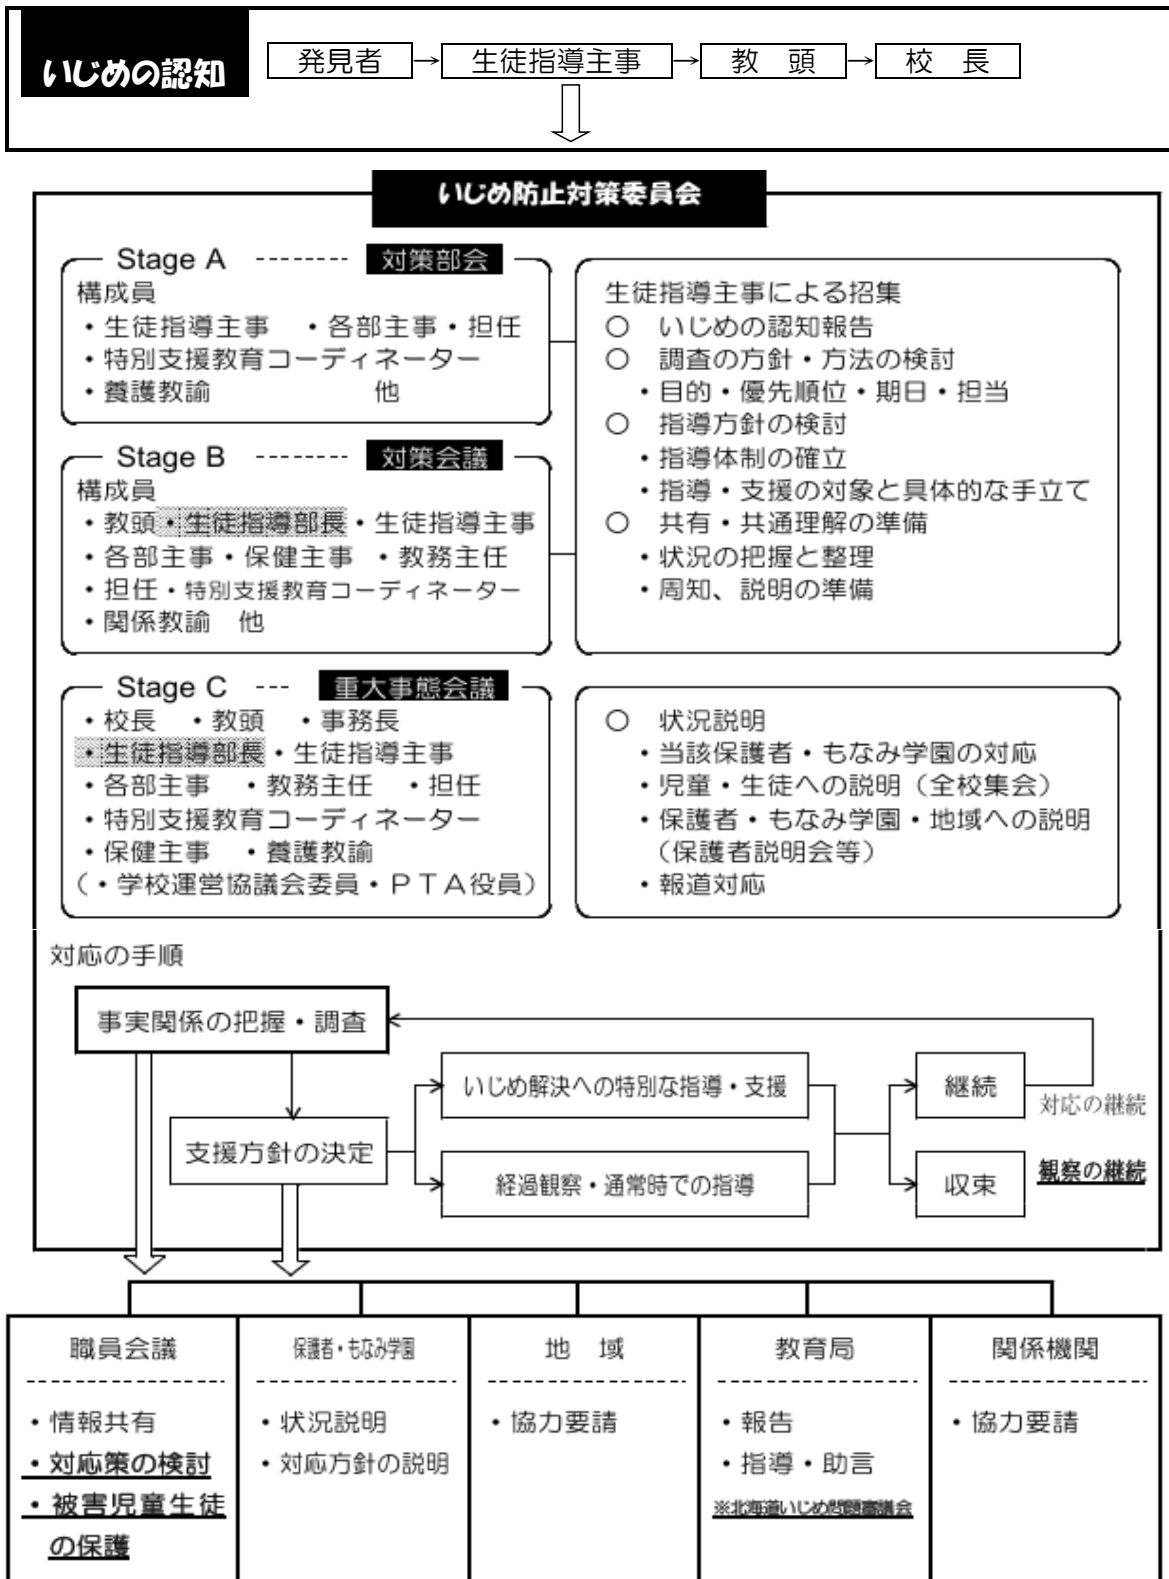 いじめの認知
発見者 → 生徒指導主事 → 教　頭 → 校　長
いじめ防止対策委員会
Stage A -------- 対策部会
構成員
・生徒指導主事　・各部主事・担任
・特別支援教育コーディネーター
・養護教諭　　　　　　他
Stage B -------- 対策会議
構成員
・教頭・生徒指導部長・生徒指導主事
・各部主事・保健主事　・教務主任
・担任・特別支援教育コーディネーター
・関係教諭　他
生徒指導主事による招集
○　いじめの認知報告
○　調査の方針・方法の検討
・目的・優先順位・期日・担当
○　指導方針の検討
・指導体制の確立
・指導・支援の対象と具体的な手立て
○　共有・共通理解の準備
・状況の把握と整理
・周知、説明の準備
Stage C --- 重大事態会議
・校長　・教頭　・事務長
・生徒指導部長・生徒指導主事
・各部主事　・教務主任　・担任
・特別支援教育コーディネーター
・保健主事　・養護教諭
（・学校運営協議会委員・ＰＴＡ役員）
○　状況説明
・当該保護者・もなみ学園の対応
・児童・生徒への説明（全校集会）
・保護者・もなみ学園・地域への説明
（保護者説明会等）
・報道対応
対応の手順
事実関係の把握・調査
いじめ解決への特別な指導・支援
継続
対応の継続
支援方針の決定
経過観察・通常時での指導
収束
観察の継続
職員会議
・情報共有
・対応策の検討
・被害児童生徒
の保護
保護者・もなみ学園
・状況説明
・対応方針の説明
地　域
・協力要請
教育局
・報告
・指導・助言
※北海道いじめ問題審議会
関係機関
・協力要請